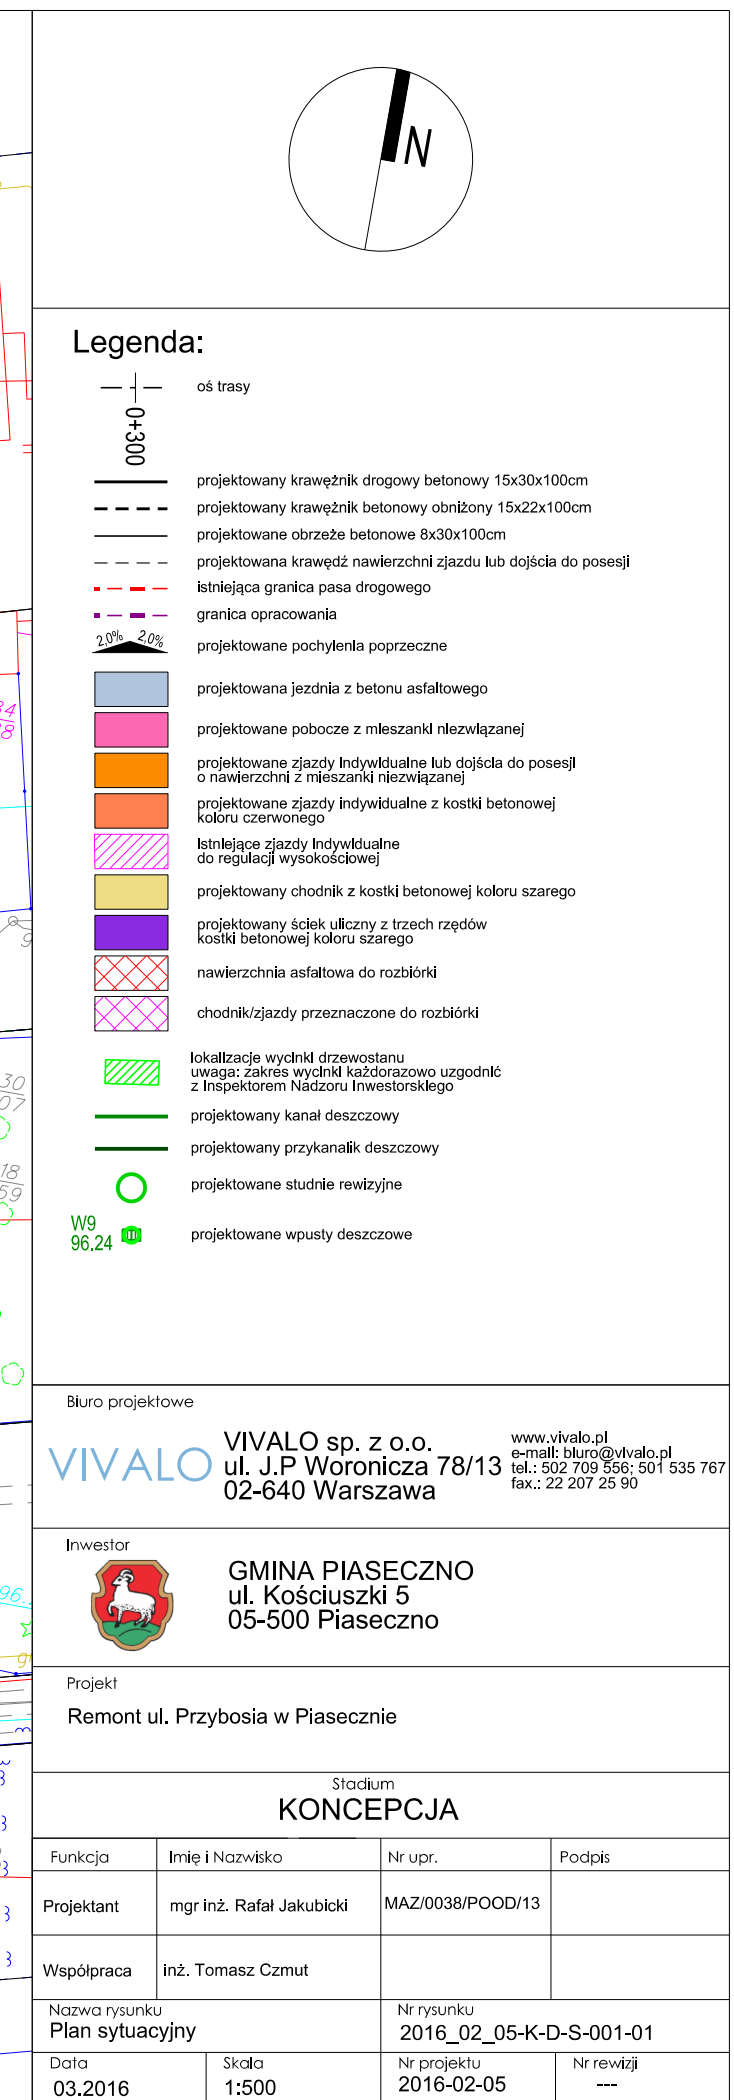 N
Legenda:
oś trasy
0+300
projektowany krawężnik drogowy betonowy 15x30x100cm
projektowany krawężnik betonowy obniżony 15x22x100cm
projektowane obrzeże betonowe 8x30x100cm
projektowana krawędź nawierzchni zjazdu lub dojścia do posesji
istniejąca granica pasa drogowego
granica opracowania
2,0% 2,0%
projektowane pochylenia poprzeczne
projektowana jezdnia z betonu asfaltowego
projektowane pobocze z mieszanki niezwiązanej
projektowane zjazdy indywidualne lub dojścia do posesji
o nawierzchni z mieszanki niezwiązanej
projektowane zjazdy indywidualne z kostki betonowej
koloru czerwonego
Istniejące zjazdy indywidualne
do regulacji wysokościowej
projektowany chodnik z kostki betonowej koloru szarego
projektowany ściek uliczny z trzech rzędów
kostki betonowej koloru szarego
nawierzchnia asfaltowa do rozbiórki
chodnik/zjazdy przeznaczone do rozbiórki
lokalizacje wycinki drzewostanu
uwaga: zakres wycinki każdorazowo uzgodnić
z Inspektorem Nadzoru Inwestorskiego
projektowany kanał deszczowy
projektowany przykanalik deszczowy
projektowane studnie rewizyjne
W9
96.24
projektowane wpusty deszczowe
30
07
18
59
96.
Biuro projektowe
VIVALO
VIVALO sp. z o.o.
ul. J.P Woronicza 78/13
02-640 Warszawa
www.vivalo.pl
e-mail: biuro@vivalo.pl
tel.: 502 709 556; 501 535 767
fax.: 22 207 25 90
Inwestor
GMINA PIASECZNO
ul. Kościuszki 5
05-500 Piaseczno
Projekt
Remont ul. Przybosia w Piasecznie
Stadium
KONCEPCJA
Funkcja Imię i Nazwisko Nr upr. Podpis
Projektant mgr inż. Rafał Jakubicki MAZ/0038/POOD/13
Współpraca inż. Tomasz Czmut
Nazwa rysunku
Plan sytuacyjny
Nr rysunku
2016_02_05-K-D-S-001-01
Data
03.2016
Skala
1:500
Nr projektu
2016-02-05
Nr rewizji
---